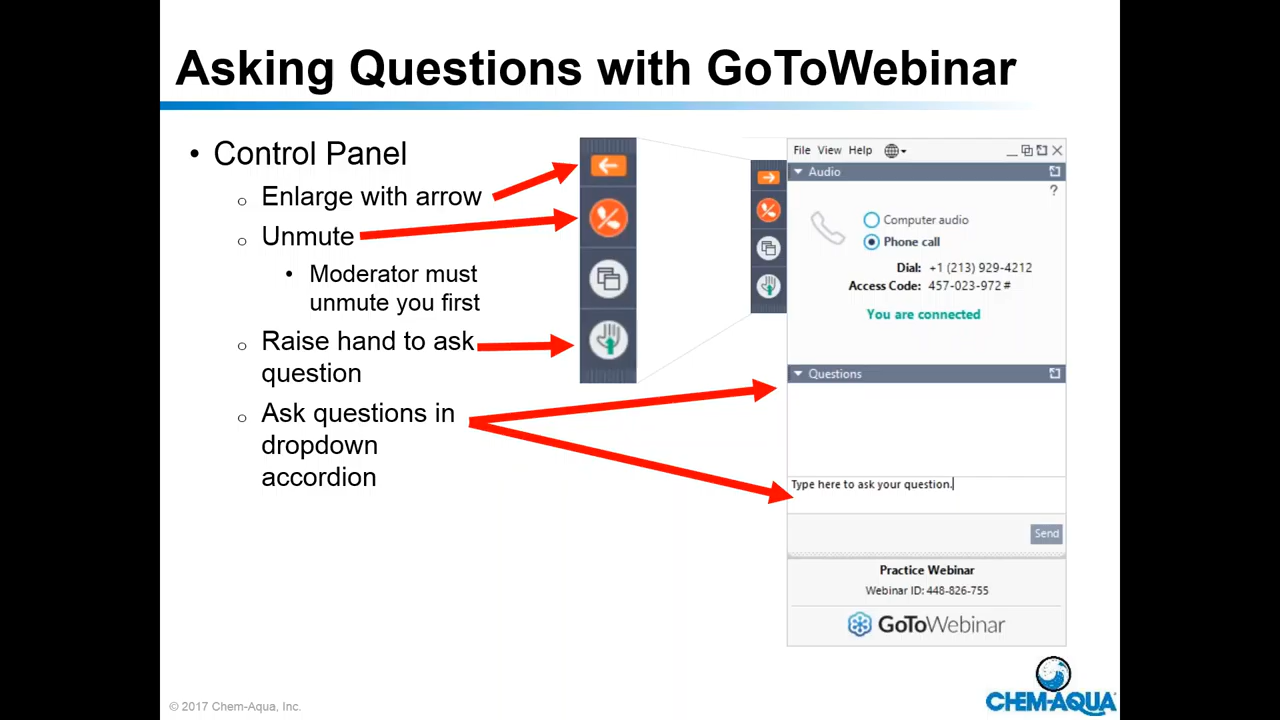 Asking Questions with GoToWebinar
• Control Panel
o Enlarge with arrow
o Unmute
• Moderator must
unmute you first
o Raise hand to ask
question
o Ask questions in
dropdown
accordion
File View Help
Audio
?
Computer audio
Phone call
Dial: +1 (213) 929-4212
Access Code: 457-023-972 #
You are connected
Questions
Type here to ask your question.
Send
Practice Webinar
Webinar ID: 448-826-755
GoToWebinar
CHEM-AQUA
© 2017 Chem-Aqua, Inc.